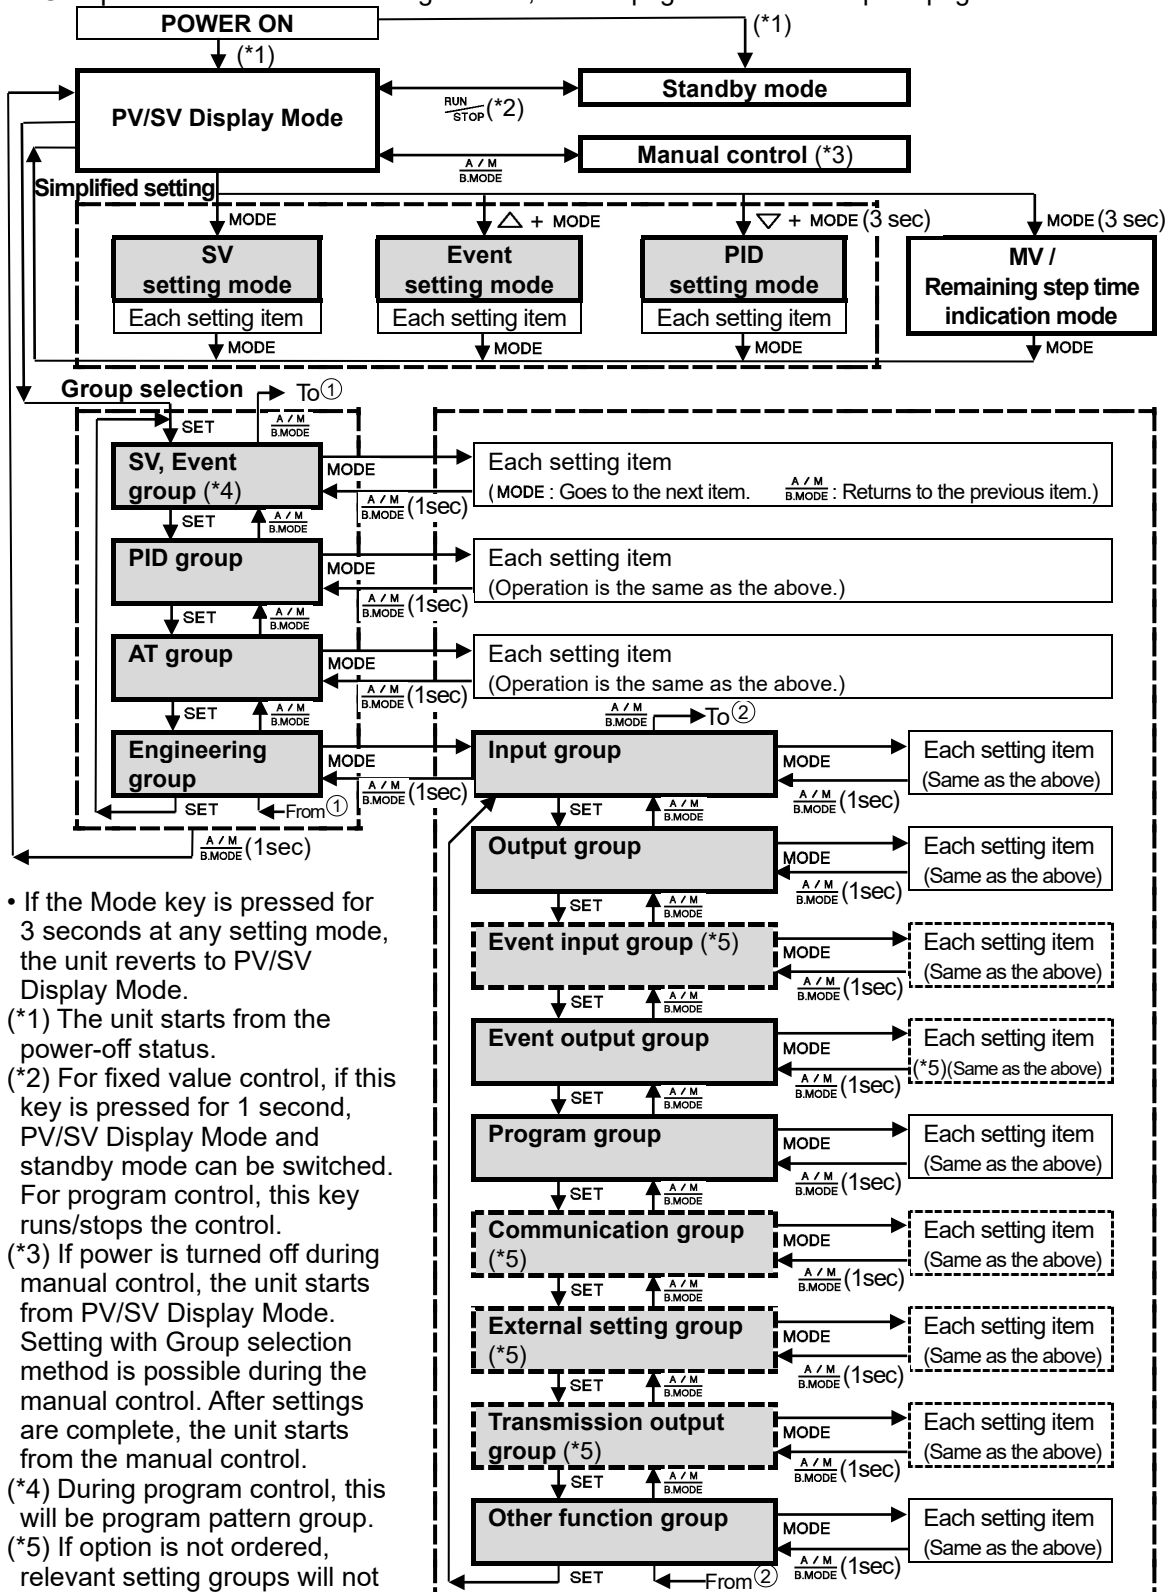 POWER ON
(*1)
(*1)
PV/SV Display Mode
Standby mode
RUN
STOP (*2)
Manual control (*3)
A / M
B.MODE
Simplified setting
MODE
△ + MODE
▽ + MODE (3 sec)
MODE (3 sec)
SV
setting mode
Each setting item
Event
setting mode
Each setting item
PID
setting mode
Each setting item
MV /
Remaining step time
indication mode
MODE
MODE
MODE
MODE
Group selection
To①
SET
A / M
B.MODE
SV, Event
group (*4)
MODE
A / M
B.MODE (1sec)
Each setting item
(MODE : Goes to the next item. A / M B.MODE : Returns to the previous item.)
SET
A / M
B.MODE
PID group
MODE
A / M
B.MODE (1sec)
Each setting item
(Operation is the same as the above.)
SET
A / M
B.MODE
AT group
MODE
A / M
B.MODE (1sec)
Each setting item
(Operation is the same as the above.)
SET
A / M
B.MODE
Engineering
group
MODE
A / M
B.MODE (1sec)
SET
From①
A / M
B.MODE (1sec)
A / M
B.MODE
To②
Input group
MODE
A / M
B.MODE (1sec)
Each setting item
(Same as the above)
SET
A / M
B.MODE
Output group
MODE
A / M
B.MODE (1sec)
Each setting item
(Same as the above)
SET
A / M
B.MODE
Event input group (*5)
MODE
A / M
B.MODE (1sec)
Each setting item
(Same as the above)
SET
A / M
B.MODE
Event output group
MODE
A / M
B.MODE (1sec)
Each setting item
(*5)(Same as the above)
SET
A / M
B.MODE
Program group
MODE
A / M
B.MODE (1sec)
Each setting item
(Same as the above)
SET
A / M
B.MODE
Communication group
(*5)
MODE
A / M
B.MODE (1sec)
Each setting item
(Same as the above)
SET
A / M
B.MODE
External setting group
(*5)
MODE
A / M
B.MODE (1sec)
Each setting item
(Same as the above)
SET
A / M
B.MODE
Transmission output
group (*5)
MODE
A / M
B.MODE (1sec)
Each setting item
(Same as the above)
SET
A / M
B.MODE
Other function group
MODE
A / M
B.MODE (1sec)
Each setting item
(Same as the above)
SET
From②
• If the Mode key is pressed for
3 seconds at any setting mode,
the unit reverts to PV/SV
Display Mode.
(*1) The unit starts from the
power-off status.
(*2) For fixed value control, if this
key is pressed for 1 second,
PV/SV Display Mode and
standby mode can be switched.
For program control, this key
runs/stops the control.
(*3) If power is turned off during
manual control, the unit starts
from PV/SV Display Mode.
Setting with Group selection
method is possible during the
manual control. After settings
are complete, the unit starts
from the manual control.
(*4) During program control, this
will be program pattern group.
(*5) If option is not ordered,
relevant setting groups will not